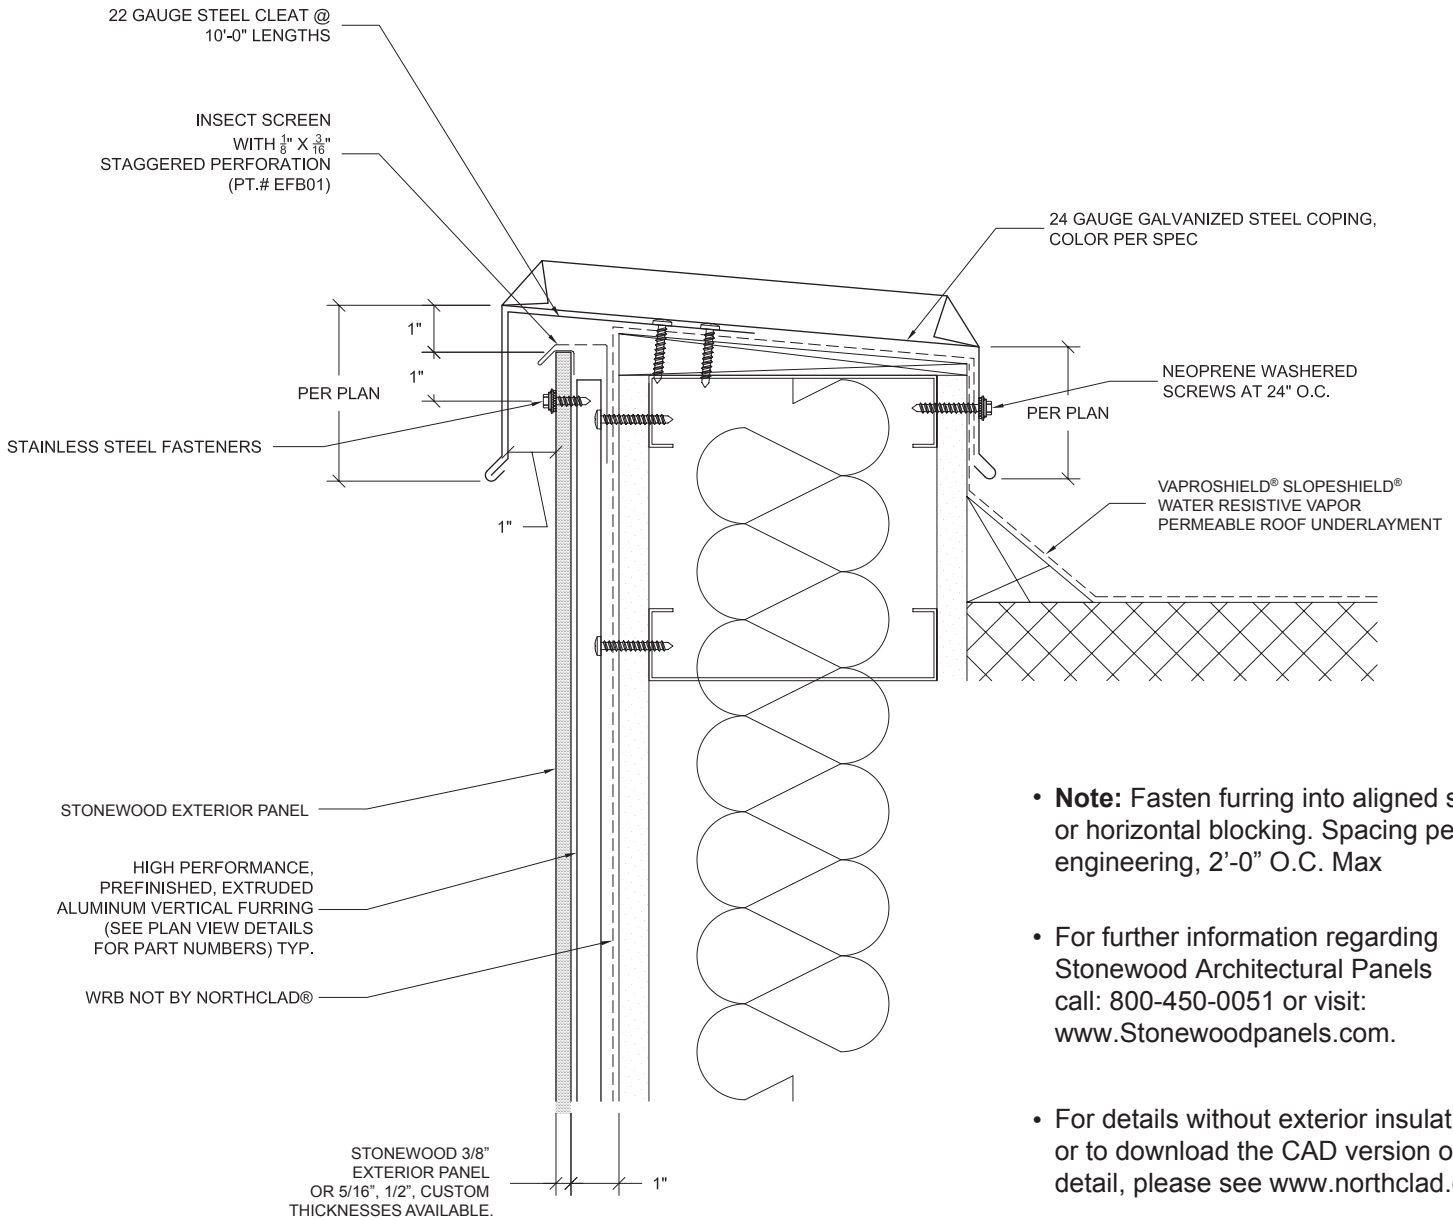 22 GAUGE STEEL CLEAT @
10'-0" LENGTHS
INSECT SCREEN
WITH 1/8" X 3/16"
STAGGERED PERFORATION
(PT.# EFB01)
24 GAUGE GALVANIZED STEEL COPING,
COLOR PER SPEC
1"
1"
PER PLAN
NEOPRENE WASHERED
SCREWS AT 24" O.C.
PER PLAN
STAINLESS STEEL FASTENERS
1"
VAPROSHIELD® SLOPESHIELD®
WATER RESISTIVE VAPOR
PERMEABLE ROOF UNDERLAYMENT
STONEWOOD EXTERIOR PANEL
HIGH PERFORMANCE,
PREFINISHED, EXTRUDED
ALUMINUM VERTICAL FURRING
(SEE PLAN VIEW DETAILS
FOR PART NUMBERS) TYP.
WRB NOT BY NORTHCLAD®
STONEWOOD 3/8”
EXTERIOR PANEL
OR 5/16”, 1/2”, CUSTOM
THICKNESSES AVAILABLE.
1"
• Note: Fasten furring into aligned
or horizontal blocking. Spacing
engineering, 2’-0” O.C. Max
• For further information regarding
Stonewood Architectural Panels
call: 800-450-0051 or visit:
www.Stonewoodpanels.com.
• For details without exterior
or to download the CAD version
detail, please see